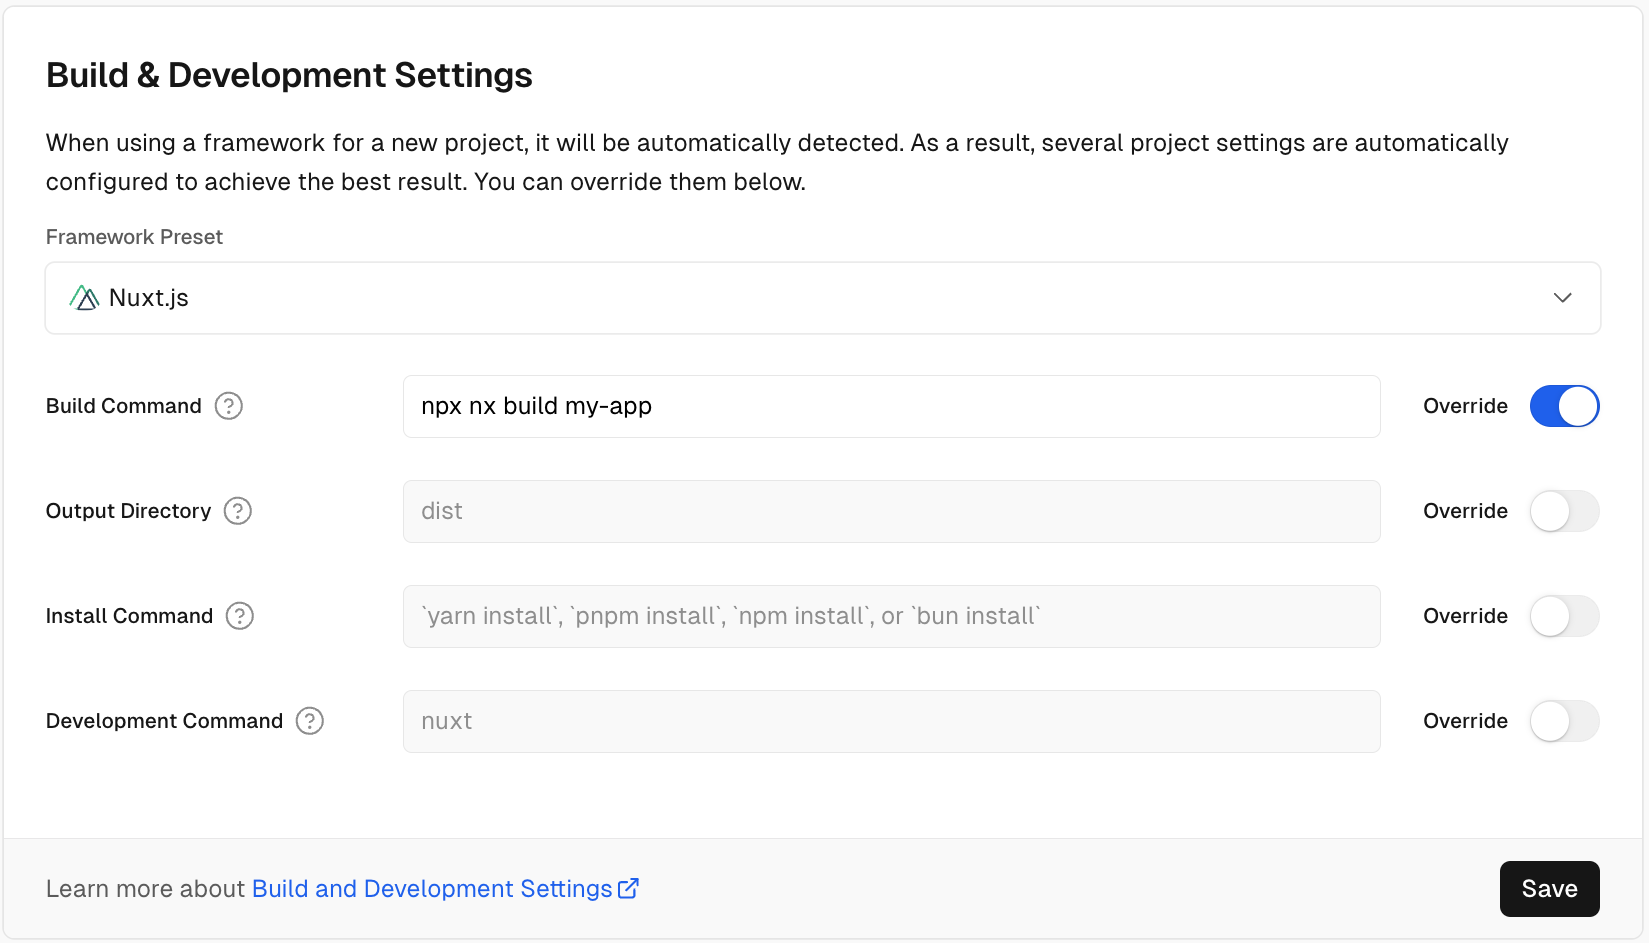 Build & Development Settings
When using a framework for a new project, it will be automatically detected. As a result, several project settings are automatically
configured to achieve the best result. You can override them below.
Framework Preset
Nuxt.js
Build Command ?
npx nx build my-app
Override
Output Directory ?
dist
Override
Install Command ?
`yarn install`, `pnpm install`, `npm install`, or `bun install`
Override
Development Command ?
nuxt
Override
Learn more about Build and Development Settings
Save